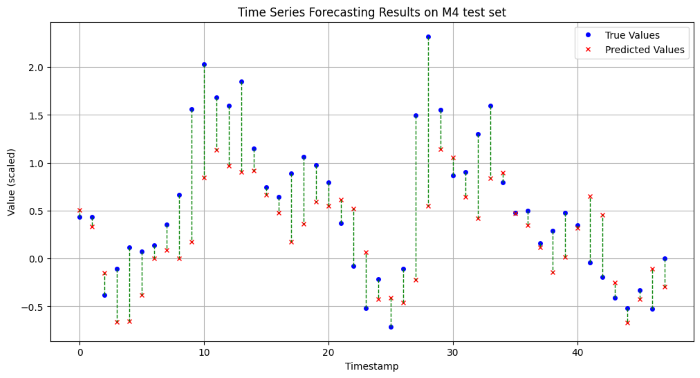 Time Series Forecasting Results on M4 test set
True Values
Predicted Values
Value (scaled)
2.0
1.5
1.0
0.5
0.0
−0.5
0
10
20
30
40
Timestamp